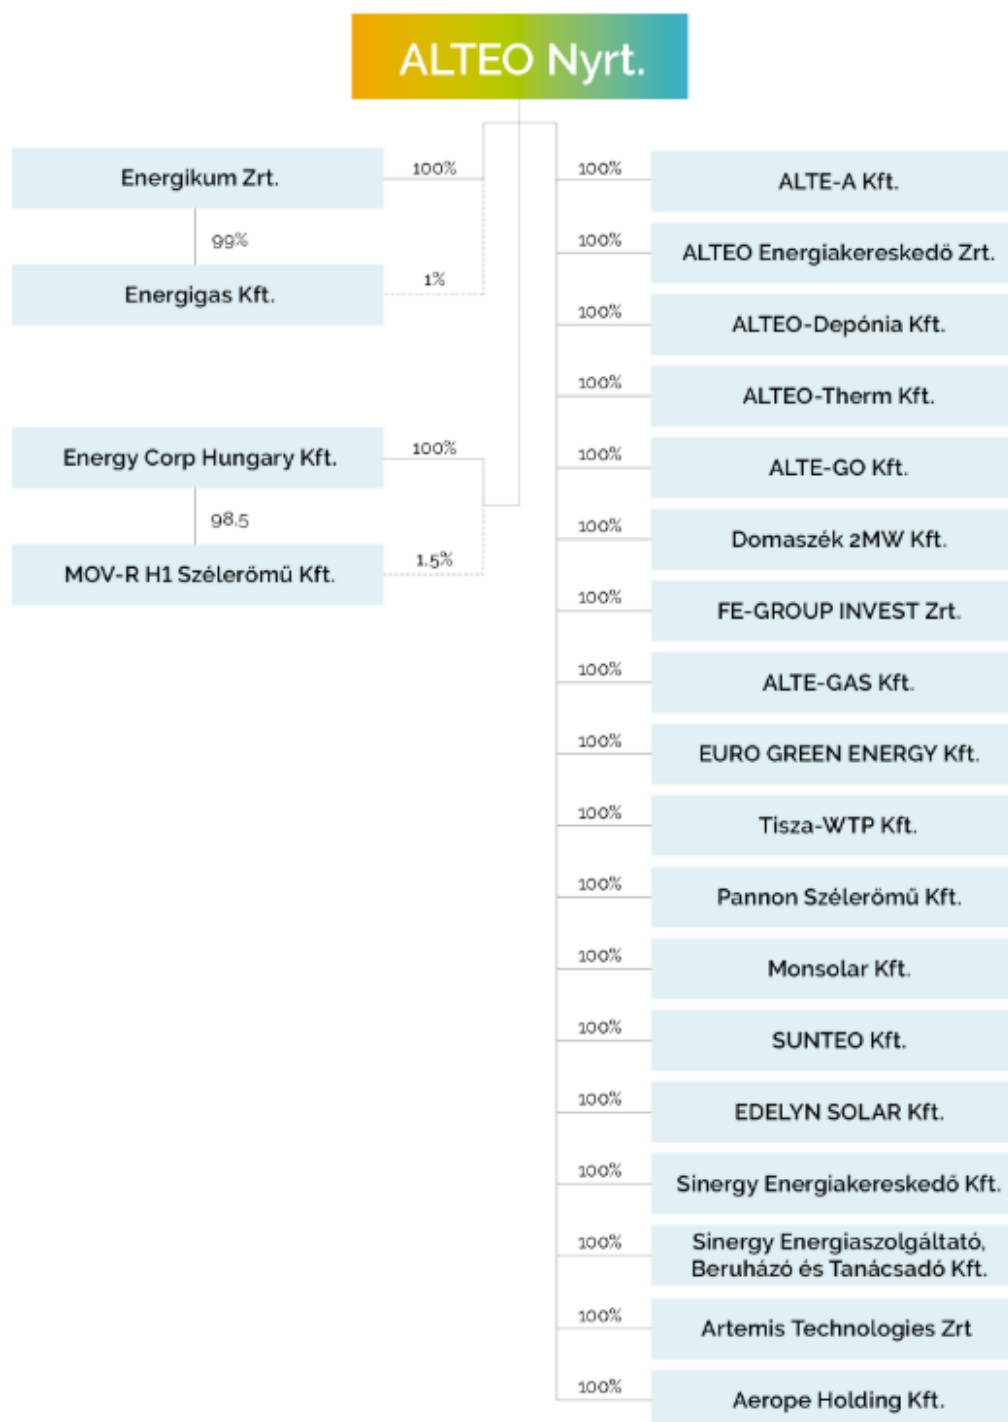 ALTEO Nyrt.
Energikum Zrt.
100%
99%
Energigas Kft.
1%
Energy Corp Hungary Kft.
100%
98,5
MOV-R H1 Szélerőmű Kft.
1,5%
100%
ALTE-A Kft.
100%
ALTEO Energiakereskedő Zrt.
100%
ALTEO-Depónia Kft.
100%
ALTEO-Therm Kft.
100%
ALTE-GO Kft.
100%
Domaszék 2MW Kft.
100%
FE-GROUP INVEST Zrt.
100%
ALTE-GAS Kft.
100%
EURO GREEN ENERGY Kft.
100%
Tisza-WTP Kft.
100%
Pannon Szélerőmű Kft.
100%
Monsolar Kft.
100%
SUNTEO Kft.
100%
EDELYN SOLAR Kft.
100%
Sinergy Energiakereskedő Kft.
100%
Sinergy Energiaszolgáltató,
Beruházó és Tanácsadó Kft.
100%
Artemis Technologies Zrt
100%
Aerope Holding Kft.